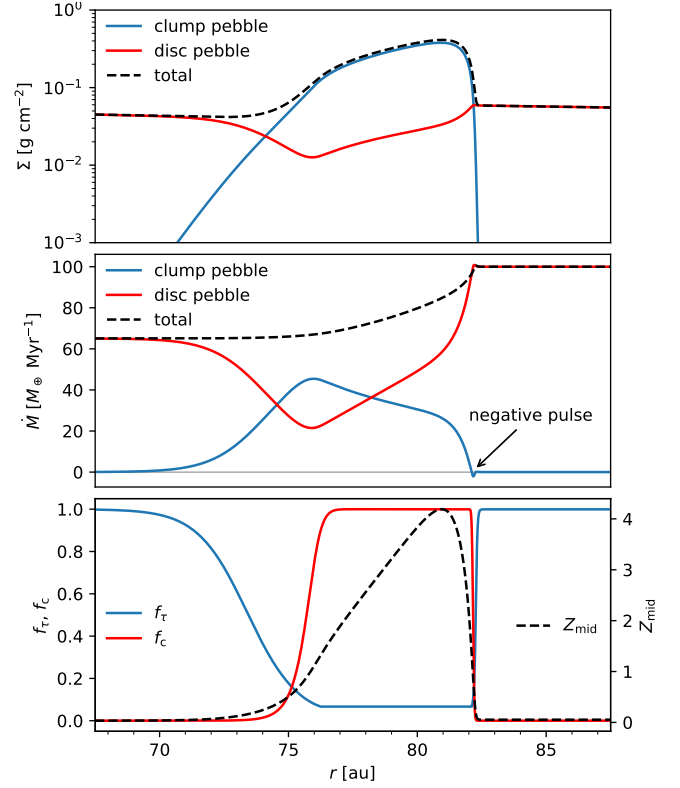 10⁰
10⁻¹
10⁻²
10⁻³
Σ [g cm⁻²]
clump pebble
disc pebble
total
100
80
60
40
20
0
Ṁ [M⊕ Myr⁻¹]
clump pebble
disc pebble
total
negative pulse
1.0
0.8
0.6
0.4
0.2
0.0
fτ, fc
fτ
fc
Zmid
4
3
2
1
0
Zmid
70
75
80
85
r [au]